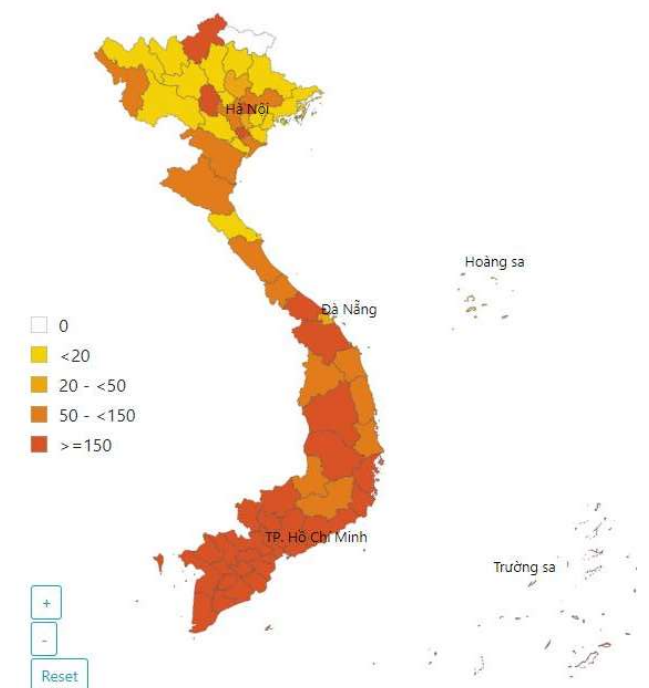 Hà Nội
Hoàng sa
Đà Nẵng
0
<20
20 - <50
50 - <150
>=150
TP. Hồ Chí Minh
Trường sa
+
-
Reset